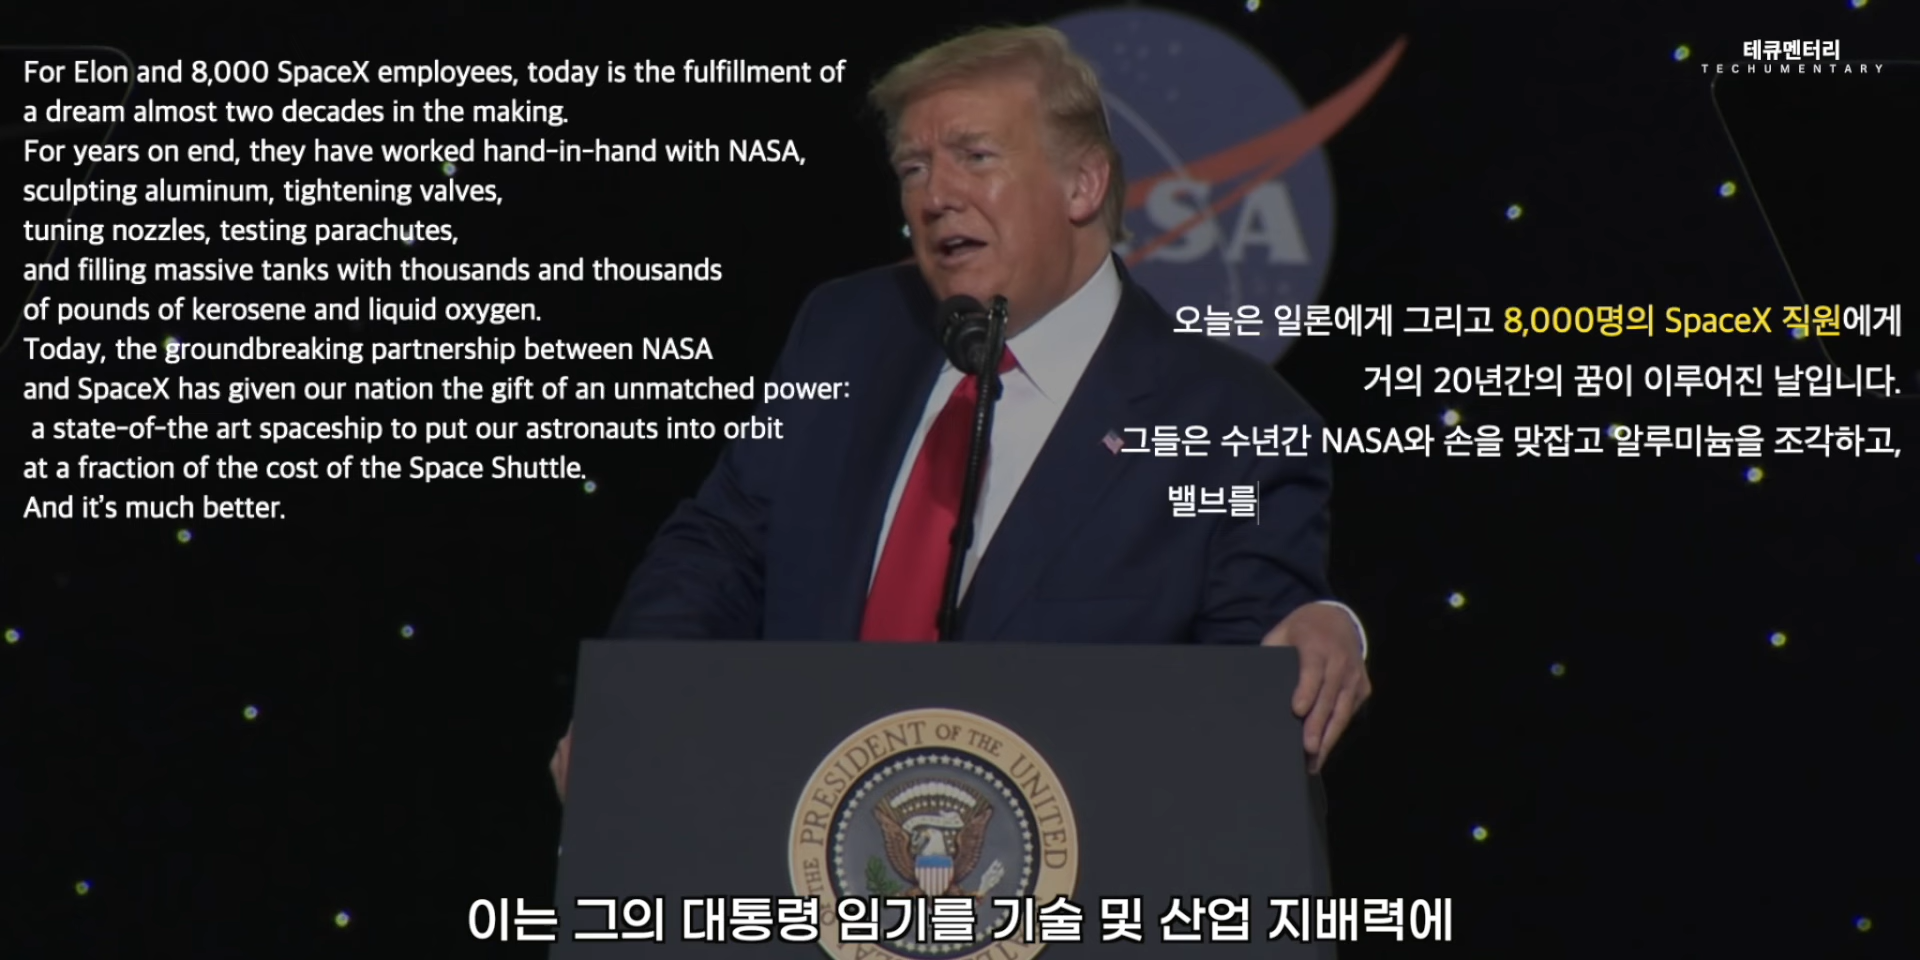 For Elon and 8,000 SpaceX employees, today is the fulfillment of
a dream almost two decades in the making.
For years on end, they have worked hand-in-hand with NASA,
sculpting aluminum, tightening valves,
tuning nozzles, testing parachutes,
and filling massive tanks with thousands and thousands
of pounds of kerosene and liquid oxygen.
Today, the groundbreaking partnership between NASA
and SpaceX has given our nation the gift of an unmatched power:
a state-of-the art spaceship to put our astronauts into orbit
at a fraction of the cost of the Space Shuttle.
And it's much better.
테큐멘터리
TECHUMENTARY
SA
오늘은 일론에게 그리고 8,000명의 SpaceX 직원에게
거의 20년간의 꿈이 이루어진 날입니다.
그들은 수년간 NASA와 손을 맞잡고 알루미늄을 조각하고,
밸브를
THE PRESIDENT OF THE UNITED
이는 그의 대통령 임기를 기술 및 산업 지배력에